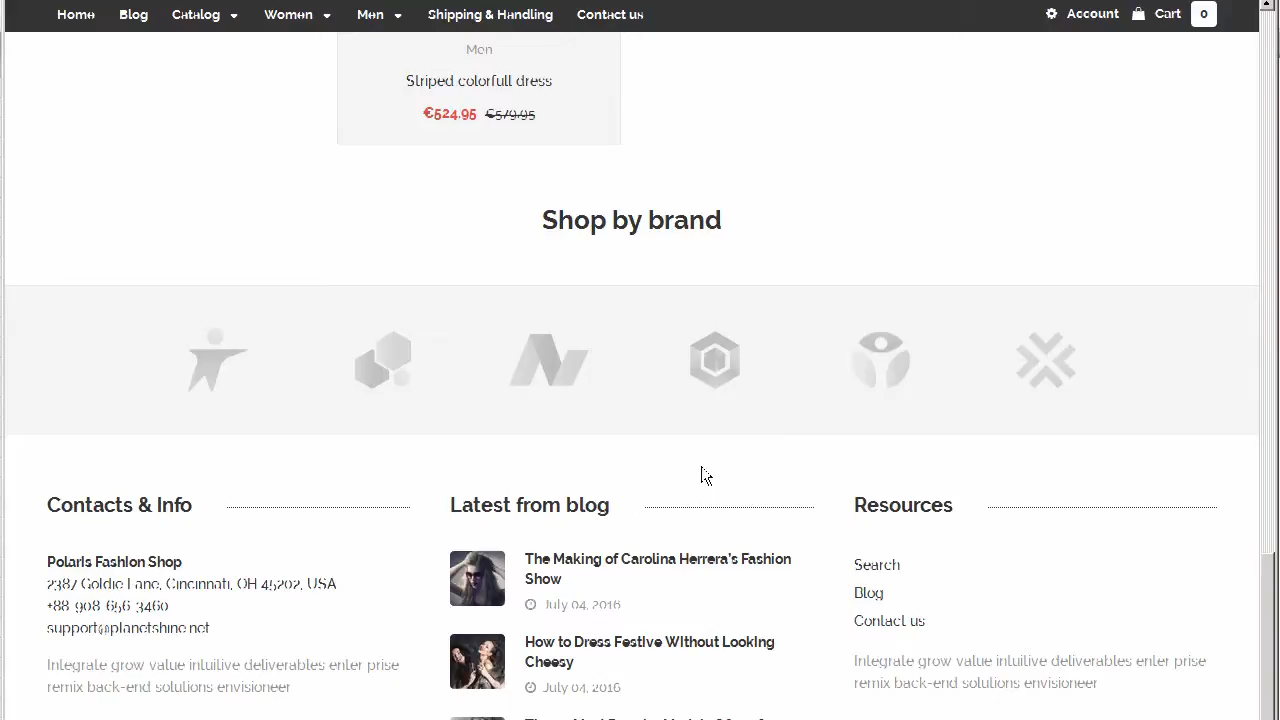 Home Blog Catalog Women Men Shipping & Handling Contact us Account Cart 0
Men
Striped colorfull dress
€524.95 €579.95
Shop by brand
Contacts & Info
Polaris Fashion Shop
2387 Goldie Lane, Cincinnati, OH 45202, USA
+88-908-656-3460
support@planetshine.net
Integrate grow value intuitive deliverables enter prise
remix back-end solutions envisioneer
Latest from blog
The Making of Carolina Herrera's Fashion
Show
July 04, 2016
How to Dress Festive Without Looking
Cheesy
July 04, 2016
Resources
Search
Blog
Contact us
Integrate grow value intuitive deliverables enter prise
remix back-end solutions envisioneer